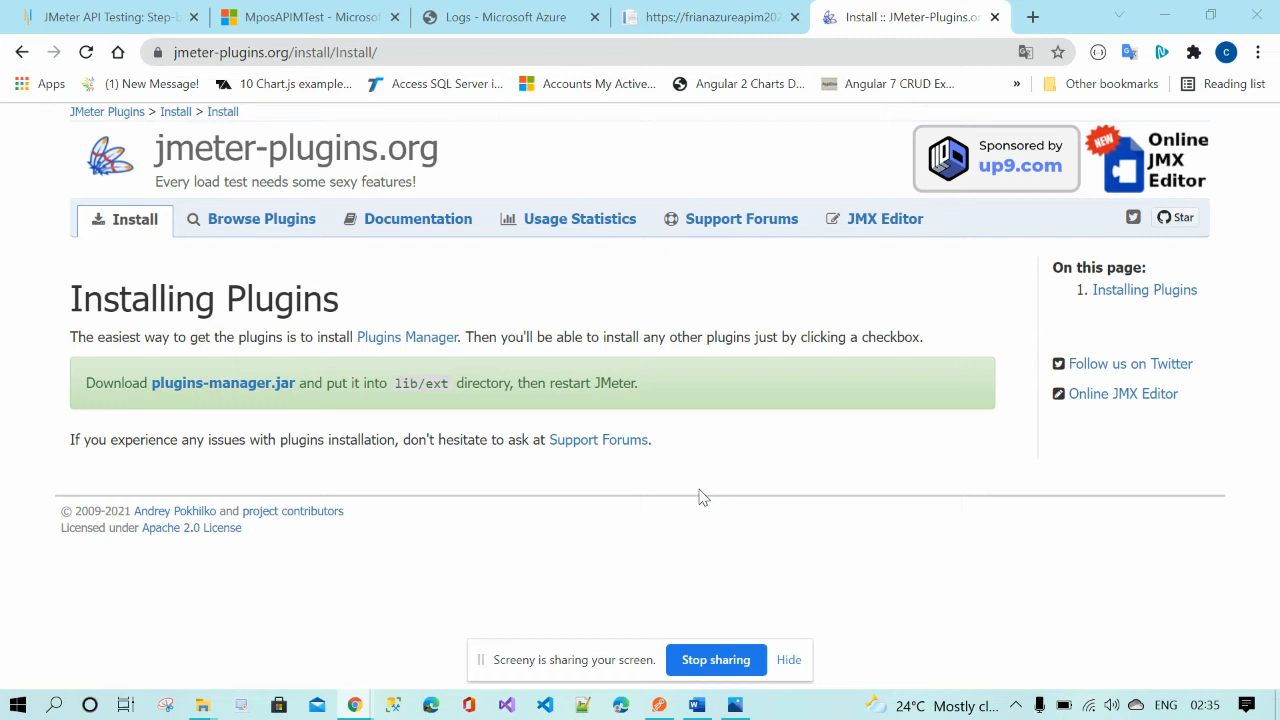 JMeter API Testing: Step-b
MposAPIMTest - Microsof
Logs - Microsoft Azure
https://frianazureapim202
Install :: JMeter-Plugins.or
jmeter-plugins.org/install/Install/
C
Apps
(1) New Message!
10 Chart.js example...
Access SQL Server i...
Accounts My Active...
Angular 2 Charts D...
Angular 7 CRUD Ex...
»
Other bookmarks
Reading list
JMeter Plugins > Install > Install
jmeter-plugins.org
Every load test needs some sexy features!
Sponsored by
up9.com
NEW
Online
JMX
Editor
Install
Browse Plugins
Documentation
Usage Statistics
Support Forums
JMX Editor
Star
Installing Plugins
The easiest way to get the plugins is to install Plugins Manager. Then you'll be able to install any other plugins just by clicking a checkbox.
Download plugins-manager.jar and put it into lib/ext directory, then restart JMeter.
If you experience any issues with plugins installation, don't hesitate to ask at Support Forums.
On this page:
1. Installing Plugins
Follow us on Twitter
Online JMX Editor
© 2009-2021 Andrey Pokhilko and project contributors
Licensed under Apache 2.0 License
Screeny is sharing your screen.
Stop sharing
Hide
24°C Mostly cl...
ENG
02:35